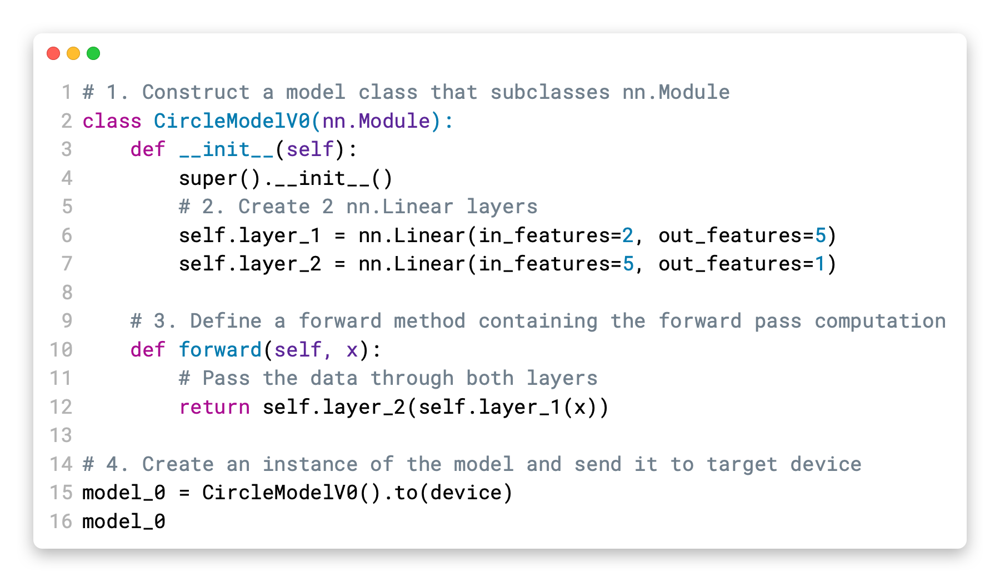 1 # 1. Construct a model class that subclasses nn.Module
2 class CircleModelV0(nn.Module):
3     def __init__(self):
4         super().__init__()
5         # 2. Create 2 nn.Linear layers
6         self.layer_1 = nn.Linear(in_features=2, out_features=5)
7         self.layer_2 = nn.Linear(in_features=5, out_features=1)
8
9     # 3. Define a forward method containing the forward pass computation
10     def forward(self, x):
11         # Pass the data through both layers
12         return self.layer_2(self.layer_1(x))
13
14 # 4. Create an instance of the model and send it to target device
15 model_0 = CircleModelV0().to(device)
16 model_0